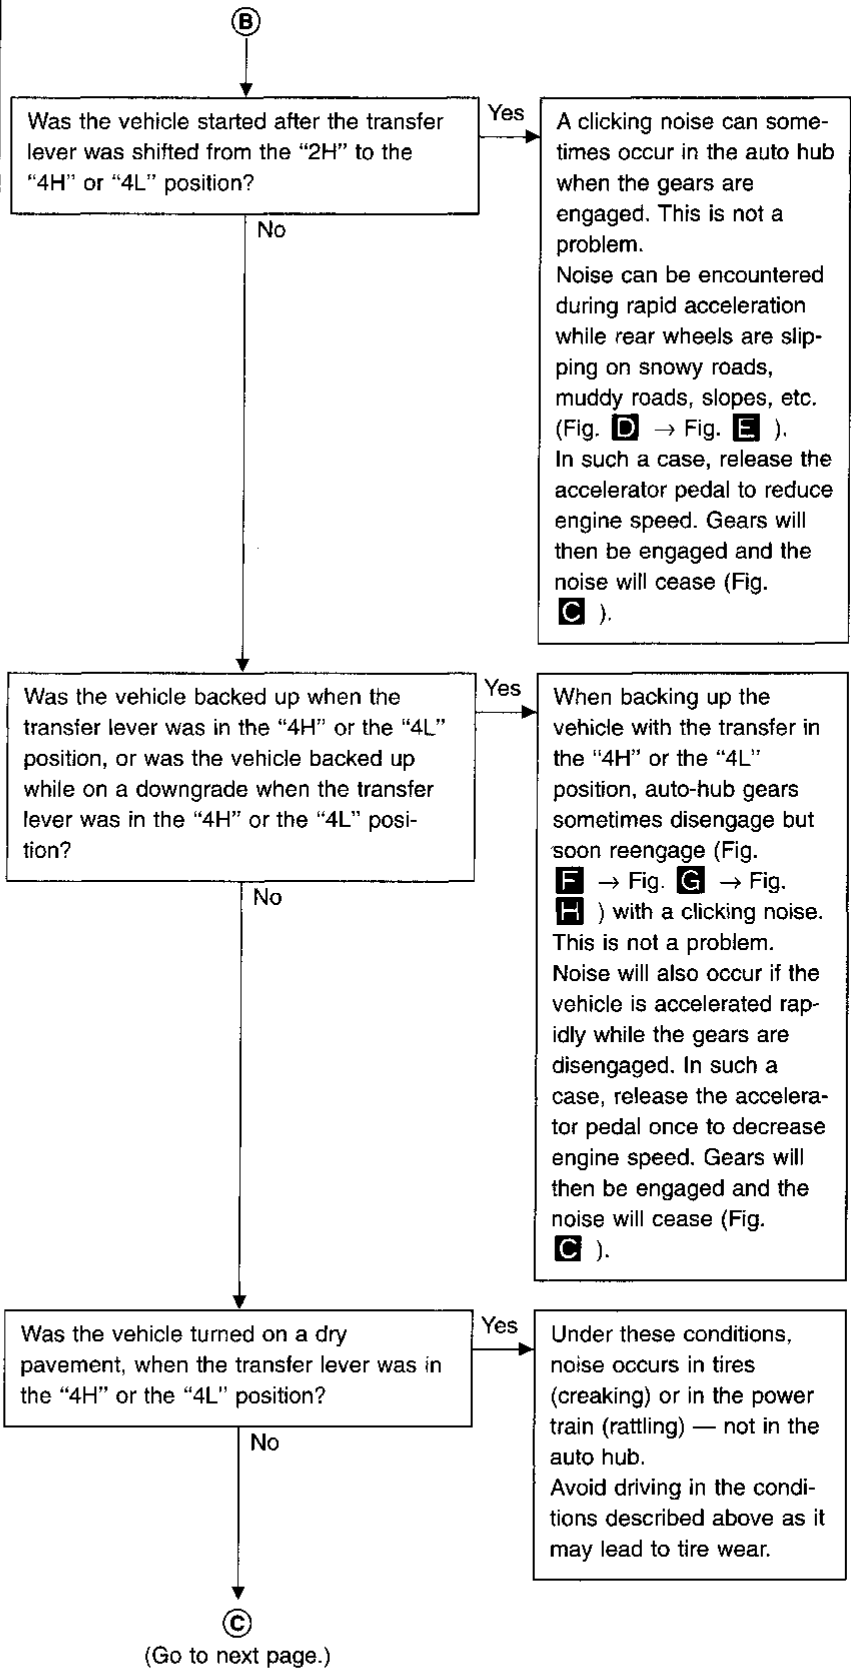 B
Was the vehicle started after the transfer
lever was shifted from the “2H” to the
“4H” or “4L” position?
Yes
A clicking noise can some-
times occur in the auto hub
when the gears are
engaged. This is not a
problem.
Noise can be encountered
during rapid acceleration
while rear wheels are slip-
ping on snowy roads,
muddy roads, slopes, etc.
(Fig. D → Fig. E ).
In such a case, release the
accelerator pedal to reduce
engine speed. Gears will
then be engaged and the
noise will cease (Fig.
C ).
No
Was the vehicle backed up when the
transfer lever was in the “4H” or the “4L”
position, or was the vehicle backed up
while on a downgrade when the transfer
lever was in the “4H” or the “4L” posi-
tion?
Yes
When backing up the
vehicle with the transfer in
the “4H” or the “4L”
position, auto-hub gears
sometimes disengage but
soon reengage (Fig.
F → Fig. G → Fig.
H ) with a clicking noise.
This is not a problem.
Noise will also occur if the
vehicle is accelerated rap-
idly while the gears are
disengaged. In such a
case, release the accelera-
tor pedal once to decrease
engine speed. Gears will
then be engaged and the
noise will cease (Fig.
C ).
No
Was the vehicle turned on a dry
pavement, when the transfer lever was in
the “4H” or the “4L” position?
Yes
Under these conditions,
noise occurs in tires
(creaking) or in the power
train (rattling) — not in the
auto hub.
Avoid driving in the condi-
tions described above as it
may lead to tire wear.
No
C
(Go to next page.)